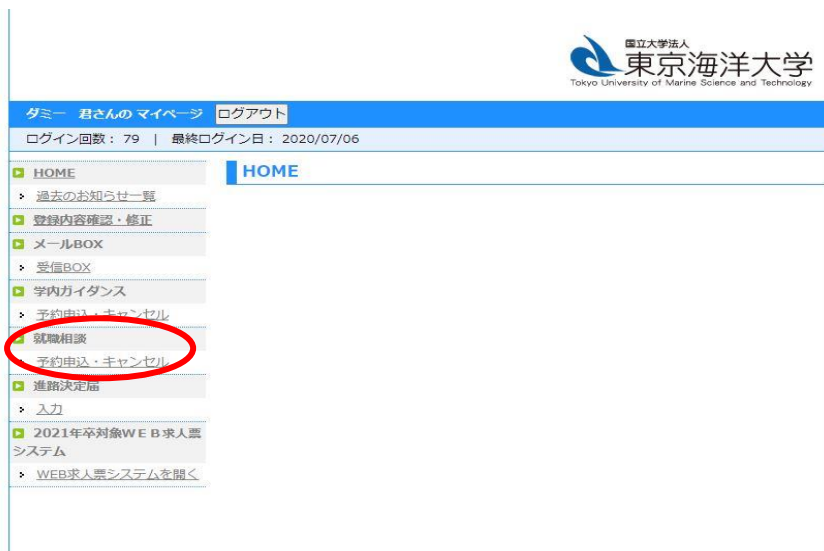 国立大学法人
東京海洋大学
Tokyo University of Marine Science and Technology
ダミー 君さんの マイページ ログアウト
ログイン回数： 79 | 最終ログイン日： 2020/07/06
HOME
HOME
過去のお知らせ一覧
登録内容確認・修正
メールBOX
受信BOX
学内ガイダンス
予約申込・キャンセル
就職相談
予約申込・キャンセル
進路決定届
入力
2021年卒対象ＷＥＢ求人票
システム
WEB求人票システムを開く